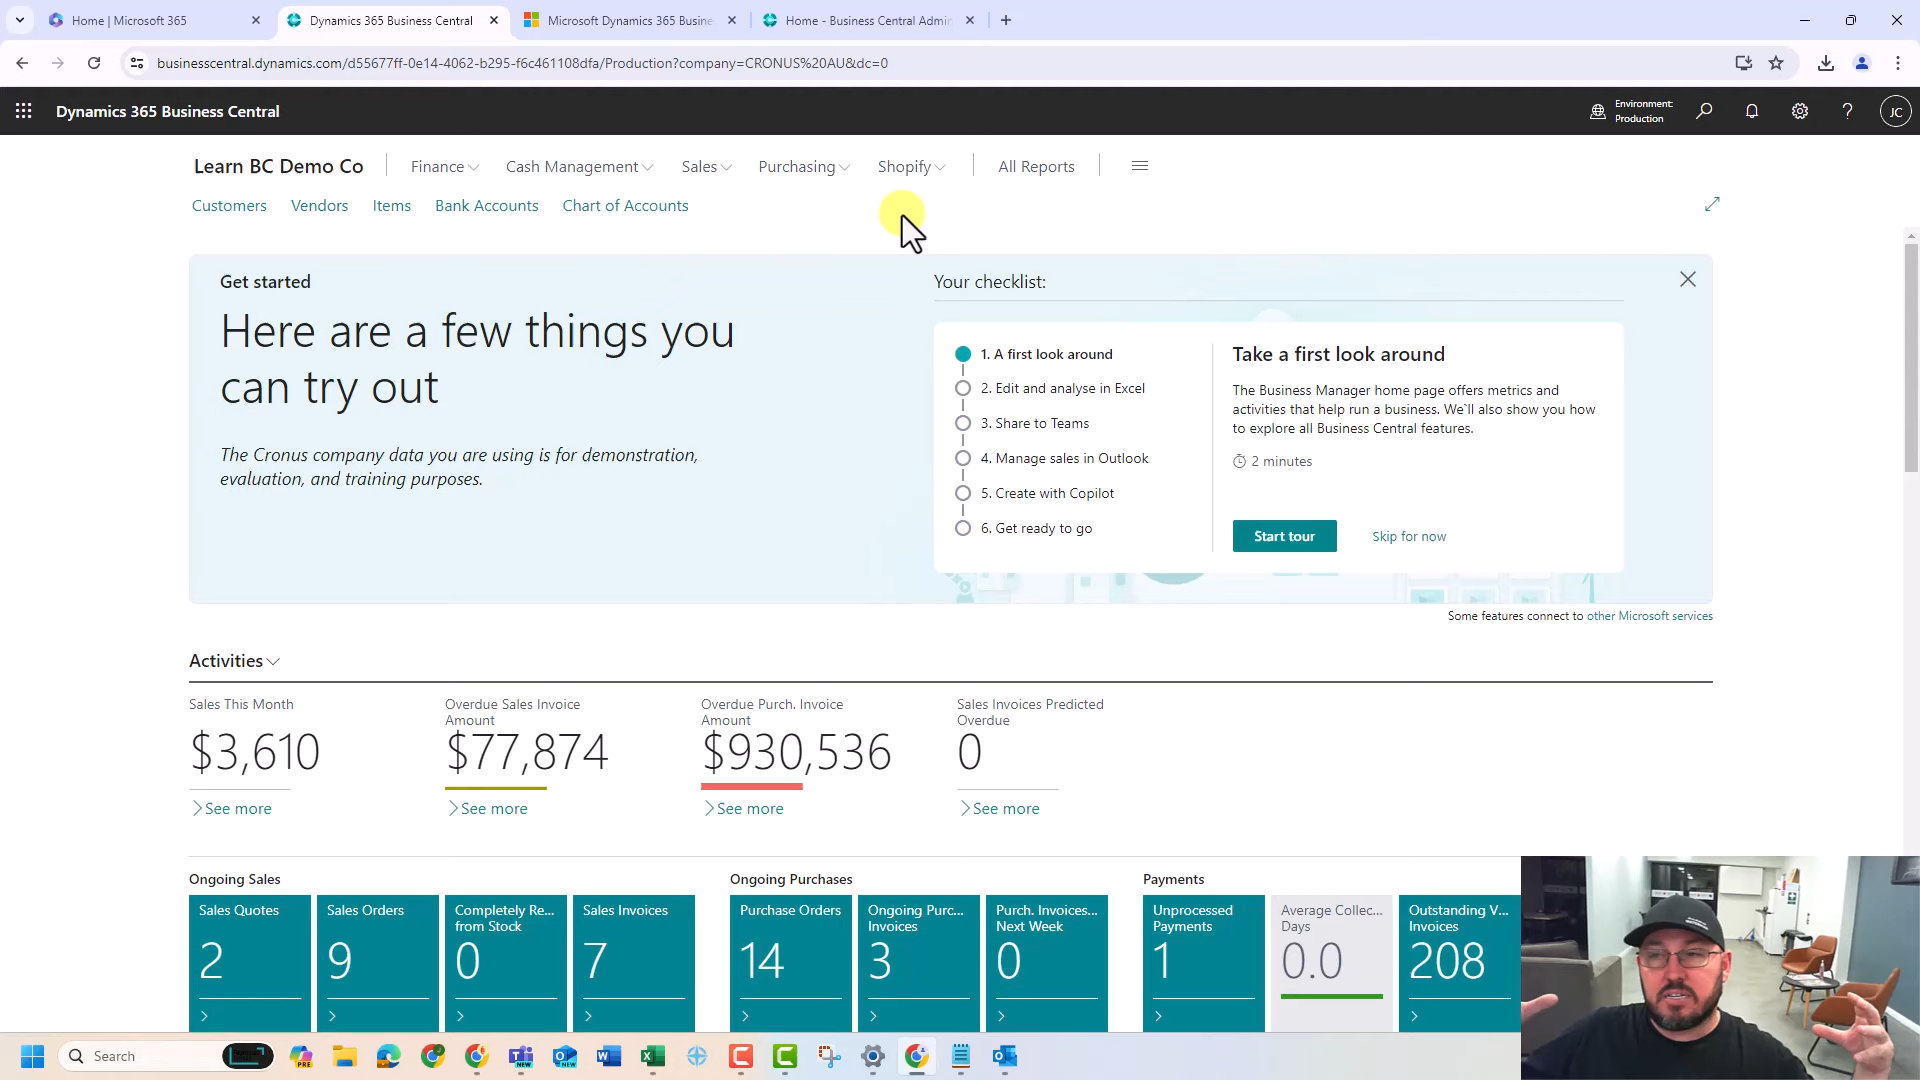 Home | Microsoft 365
Dynamics 365 Business Central
Microsoft Dynamics 365 Busine
Home - Business Central Admin
businesscentral.dynamics.com/d55677ff-0e14-4062-b295-f6c461108dfa/Production?company=CRONUS%20AU&dc=0
Dynamics 365 Business Central
Environment:
Production
JC
Learn BC Demo Co
Finance
Cash Management
Sales
Purchasing
Shopify
All Reports
Customers
Vendors
Items
Bank Accounts
Chart of Accounts
Get started
Here are a few things you
can try out
The Cronus company data you are using is for demonstration,
evaluation, and training purposes.
Your checklist:
1. A first look around
2. Edit and analyse in Excel
3. Share to Teams
4. Manage sales in Outlook
5. Create with Copilot
6. Get ready to go
Take a first look around
The Business Manager home page offers metrics and
activities that help run a business. We`ll also show you how
to explore all Business Central features.
2 minutes
Start tour
Skip for now
Some features connect to other Microsoft services
Activities
Sales This Month
$3,610
See more
Overdue Sales Invoice
Amount
$77,874
See more
Overdue Purch. Invoice
Amount
$930,536
See more
Sales Invoices Predicted
Overdue
0
See more
Ongoing Sales
Sales Quotes
2
Sales Orders
9
Completely Re...
from Stock
0
Sales Invoices
7
Ongoing Purchases
Purchase Orders
14
Ongoing Purc...
Invoices
3
Purch. Invoices...
Next Week
0
Payments
Unprocessed
Payments
1
Average Collec...
Days
0.0
Outstanding V...
Invoices
208
Search
PRE
NEW
NEW